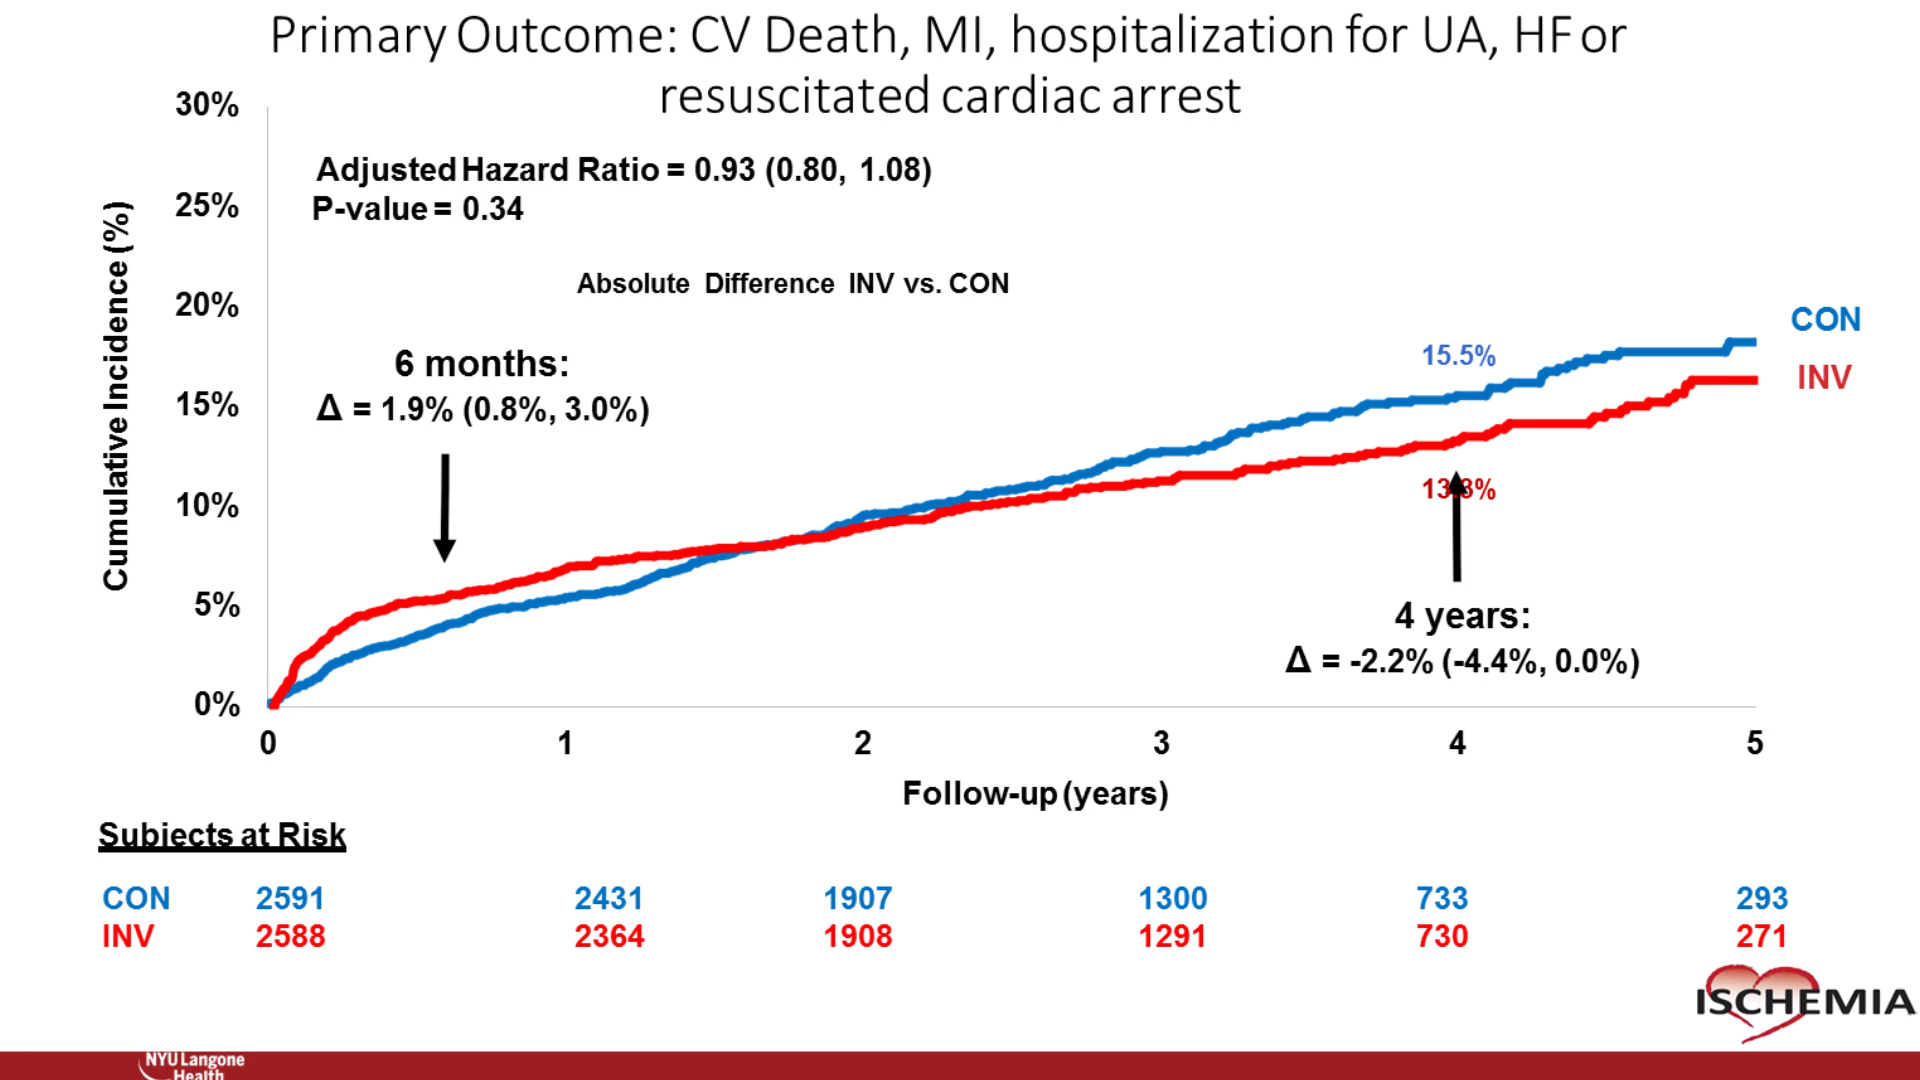 Primary Outcome: CV Death, MI, hospitalization for UA, HF or
resuscitated cardiac arrest
30%
25%
20%
15%
10%
5%
0%
Cumulative Incidence (%)
Adjusted Hazard Ratio = 0.93 (0.80, 1.08)
P-value = 0.34
Absolute Difference INV vs. CON
6 months:
Δ = 1.9% (0.8%, 3.0%)
15.5%
CON
INV
13.3%
4 years:
Δ = -2.2% (-4.4%, 0.0%)
0 1 2 3 4 5
Follow-up (years)
Subjects at Risk
CON 2591 2431 1907 1300 733 293
INV 2588 2364 1908 1291 730 271
ISCHEMIA
NYU Langone
Health